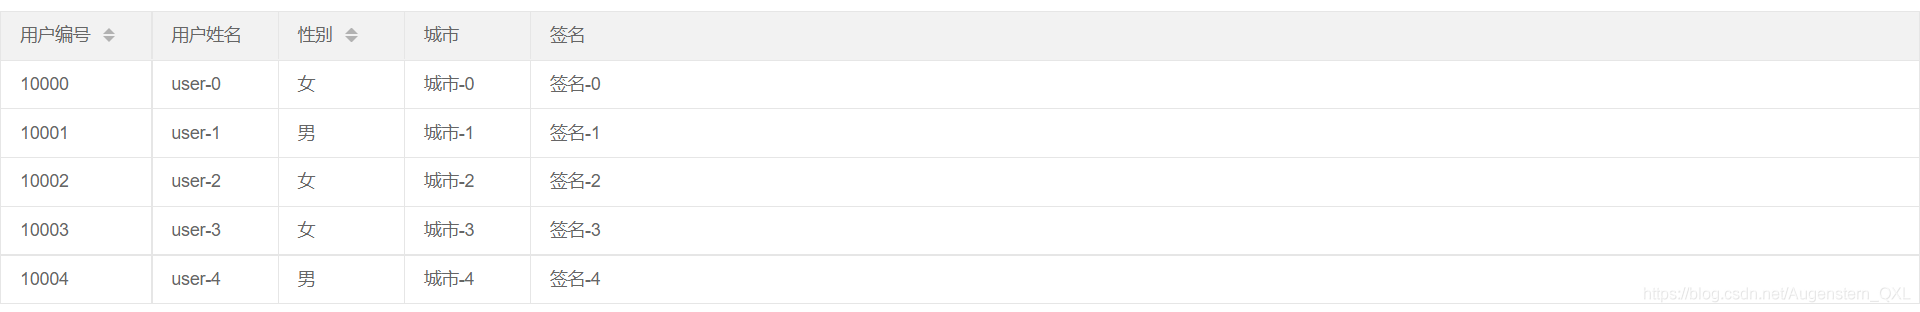 用户编号 用户姓名 性别 城市 签名
10000 user-0 女 城市-0 签名-0
10001 user-1 男 城市-1 签名-1
10002 user-2 女 城市-2 签名-2
10003 user-3 女 城市-3 签名-3
10004 user-4 男 城市-4 签名-4
https://blog.csdn.net/Augenstern_QXL